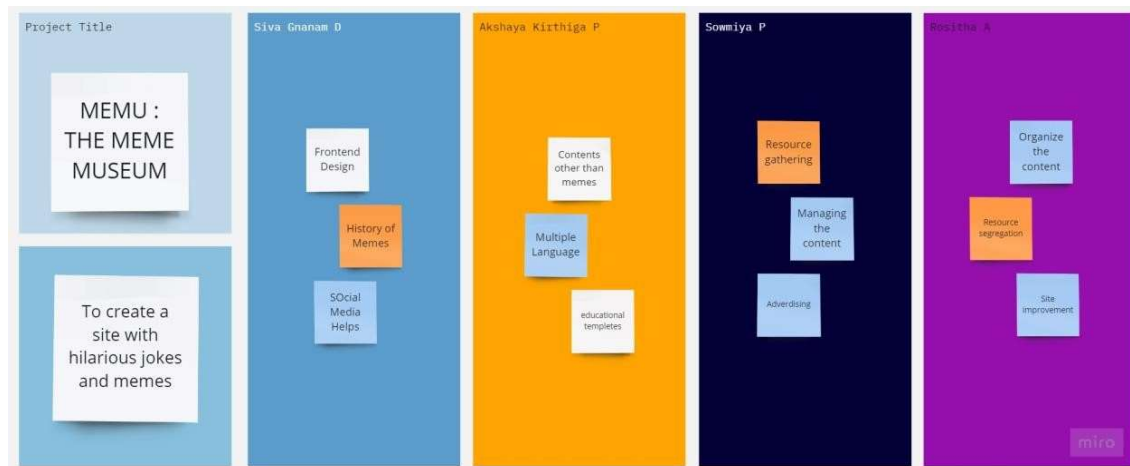 Project Title
MEMU :
THE MEME
MUSEUM
To create a
site with
hilarious jokes
and memes
Siva Gnanam D
Frontend
Design
History of
Memes
SOcial
Media
Helps
Akshaya Kirthiga P
Contents
other than
memes
Multiple
Language
educational
templetes
Sowmiya P
Resource
gathering
Managing
the
content
Adverdising
Rositha A
Organize
the
content
Resource
segregation
Site
improvement
miro